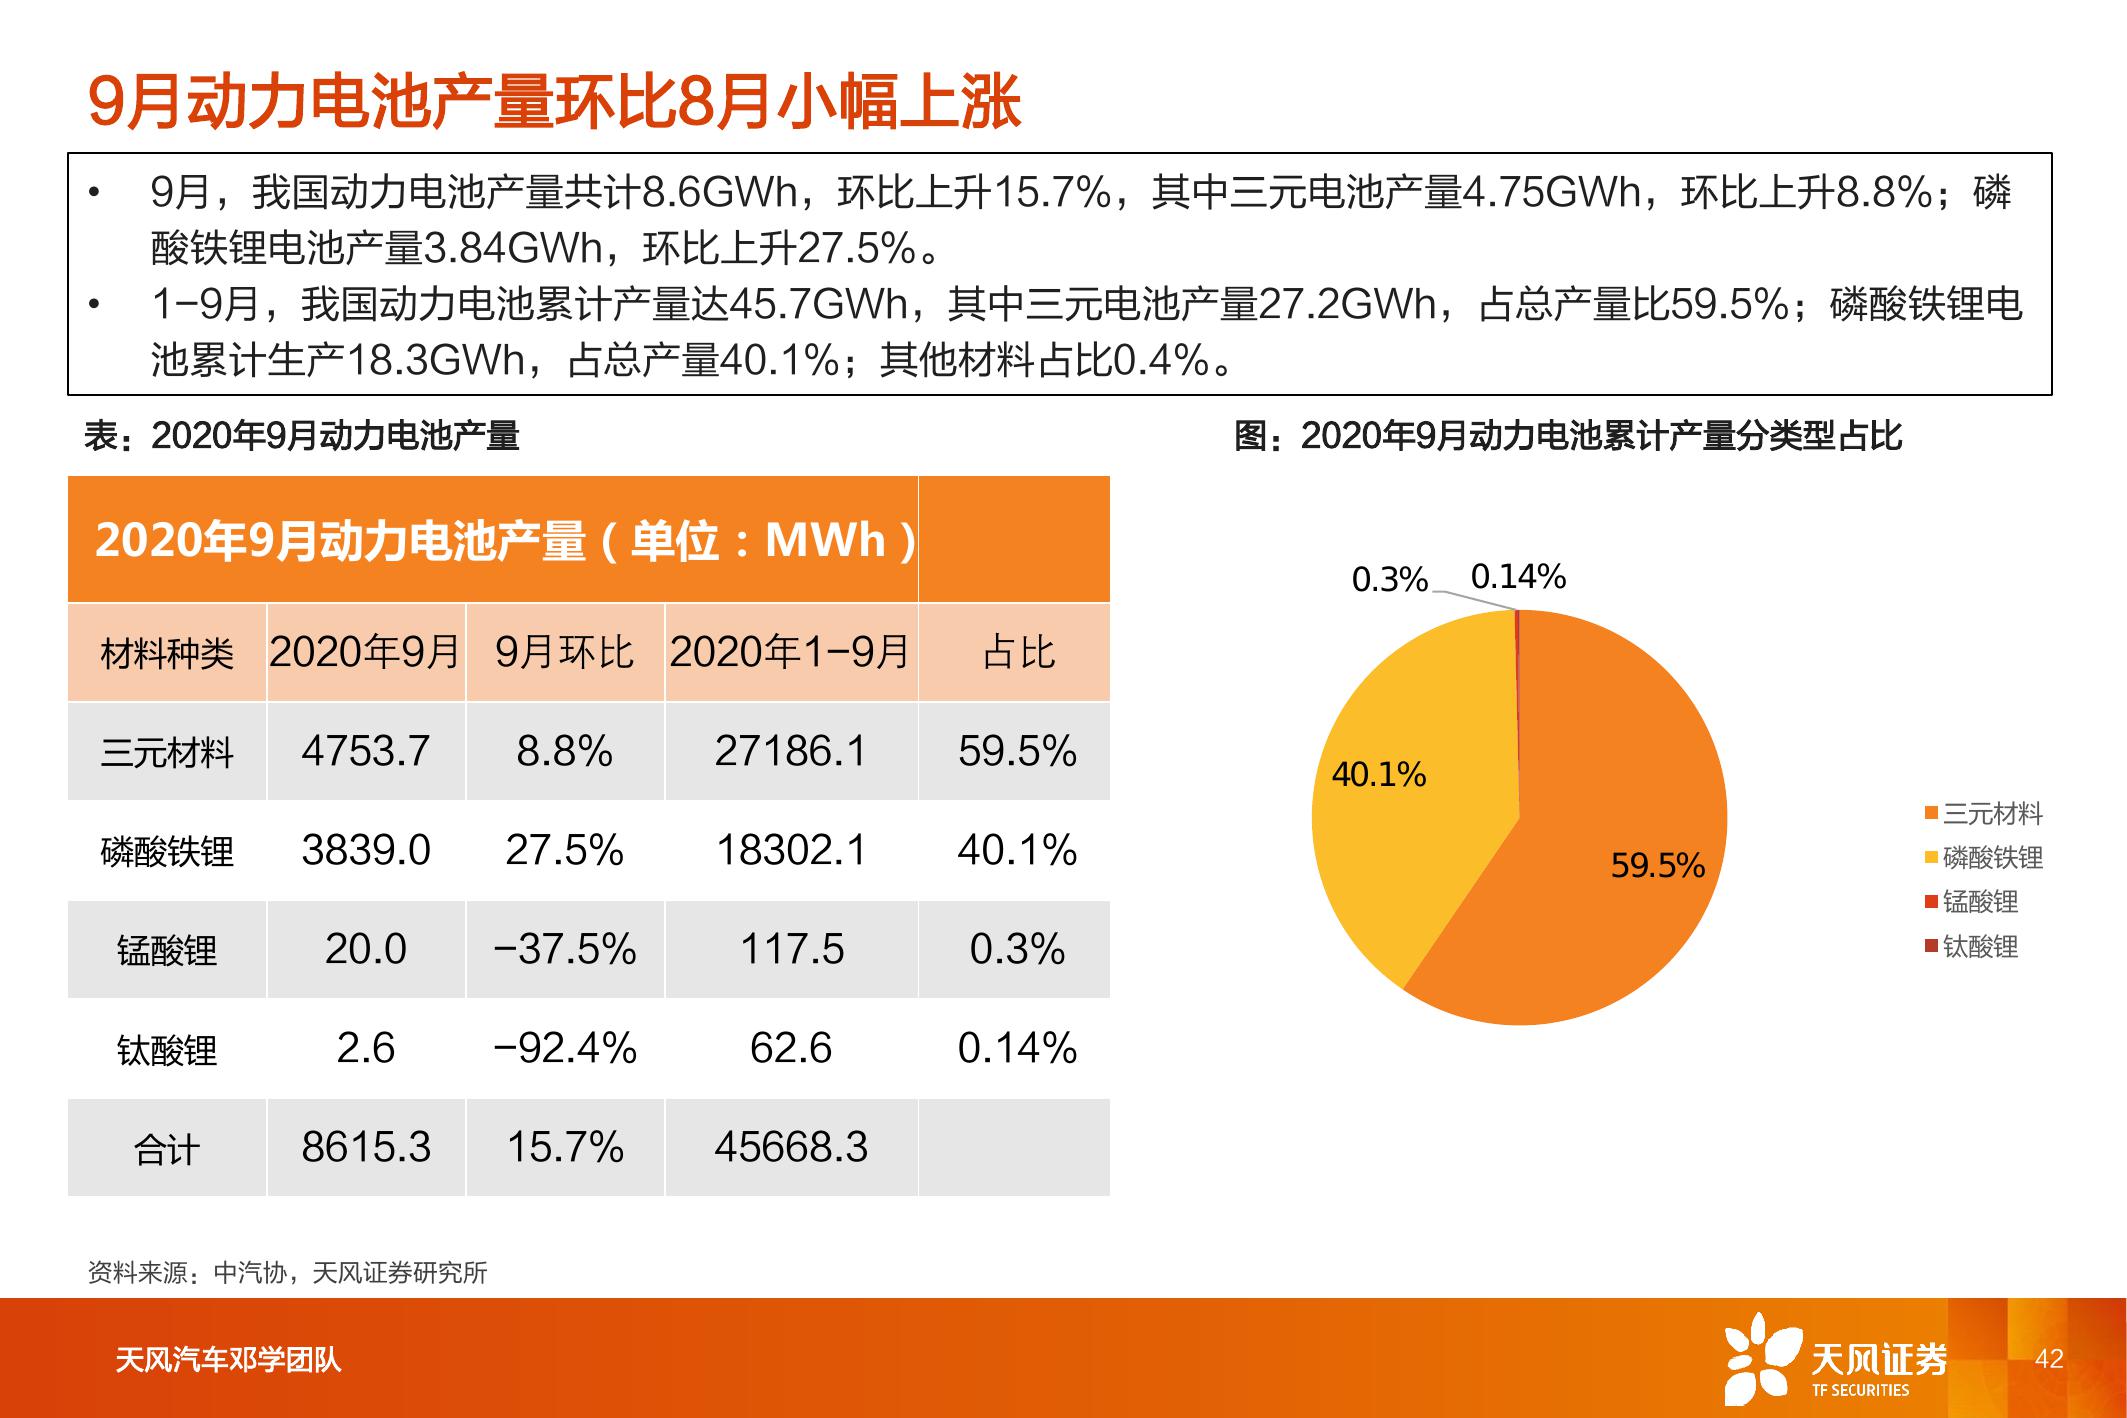 9月动力电池产量环比8月小幅上涨
• 9月，我国动力电池产量共计8.6GWh，环比上升15.7%，其中三元电池产量4.75GWh，环比上升8.8%；磷
酸铁锂电池产量3.84GWh，环比上升27.5%。
• 1-9月，我国动力电池累计产量达45.7GWh，其中三元电池产量27.2GWh，占总产量比59.5%；磷酸铁锂电
池累计生产18.3GWh，占总产量40.1%；其他材料占比0.4%。
表：2020年9月动力电池产量
2020年9月动力电池产量（单位：MWh）
材料种类 2020年9月 9月环比 2020年1-9月 占比
三元材料 4753.7 8.8% 27186.1 59.5%
磷酸铁锂 3839.0 27.5% 18302.1 40.1%
锰酸锂 20.0 -37.5% 117.5 0.3%
钛酸锂 2.6 -92.4% 62.6 0.14%
合计 8615.3 15.7% 45668.3
图：2020年9月动力电池累计产量分类型占比
0.3% 0.14%
40.1%
59.5%
三元材料
磷酸铁锂
锰酸锂
钛酸锂
资料来源：中汽协，天风证券研究所
天风汽车邓学团队
天风证券
TF SECURITIES
42